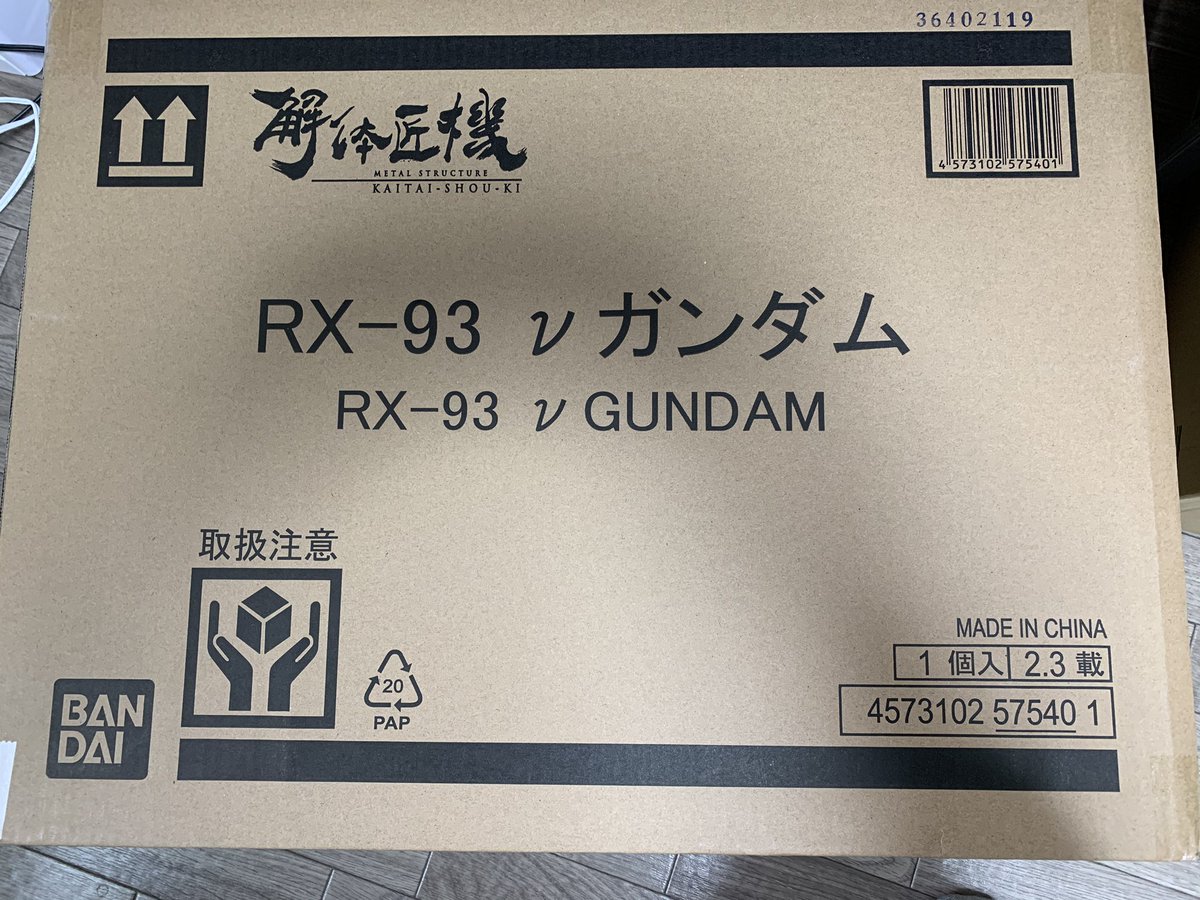 36402119
解体匠機
METAL STRUCTURE
KAITAI-SHOU-KI
4 573102 575401
RX-93 νガンダム
RX-93 ν GUNDAM
取扱注意
20
PAP
BAN
DAI
MADE IN CHINA
1 個入 2.3 載
4573102 57540 1